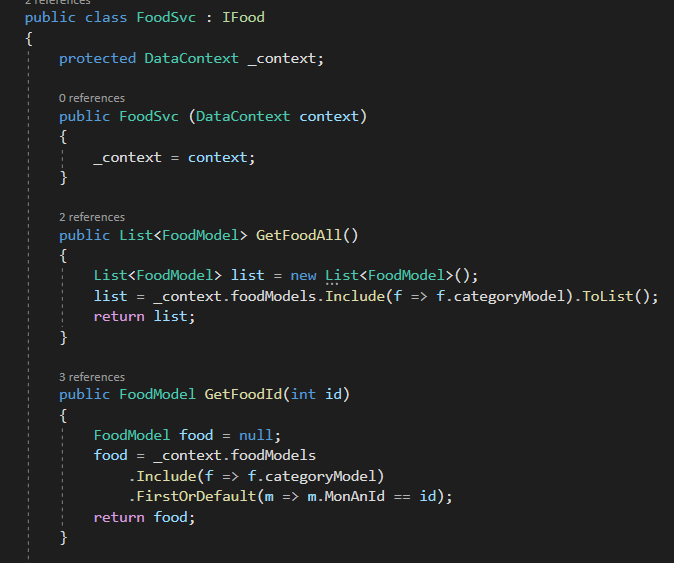 2 references
public class FoodSvc : IFood
{
protected DataContext _context;
0 references
public FoodSvc (DataContext context)
{
_context = context;
}
2 references
public List<FoodModel> GetFoodAll()
{
List<FoodModel> list = new List<FoodModel>();
list = _context.foodModels.Include(f => f.categoryModel).ToList();
return list;
}
3 references
public FoodModel GetFoodId(int id)
{
FoodModel food = null;
food = _context.foodModels
.Include(f => f.categoryModel)
.FirstOrDefault(m => m.MonAnId == id);
return food;
}